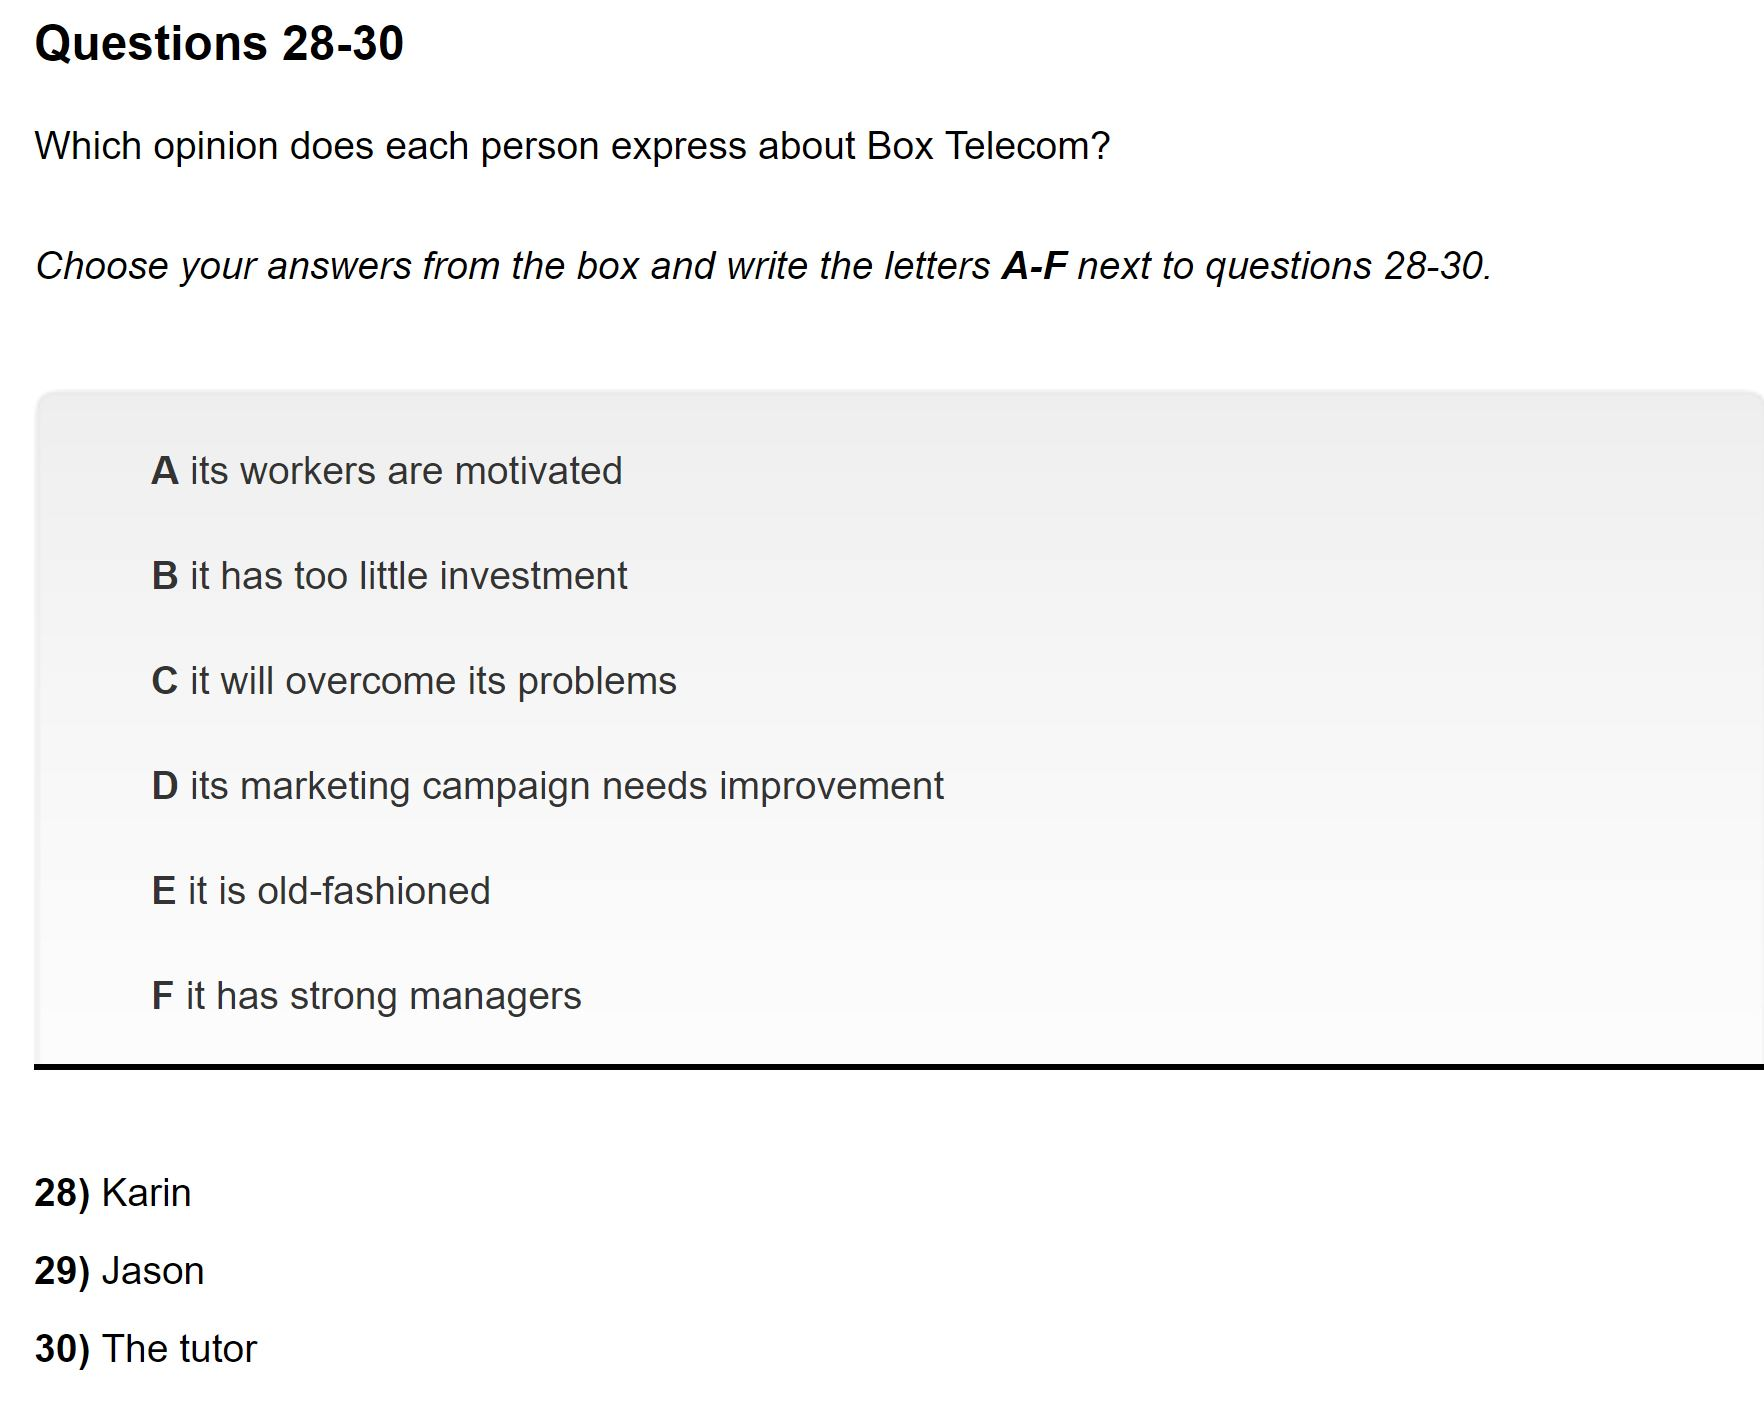 Questions 28-30
Which opinion does each person express about Box Telecom?
Choose your answers from the box and write the letters A-F next to questions 28-30.
A its workers are motivated
B it has too little investment
C it will overcome its problems
D its marketing campaign needs improvement
E it is old-fashioned
F it has strong managers
28) Karin
29) Jason
30) The tutor